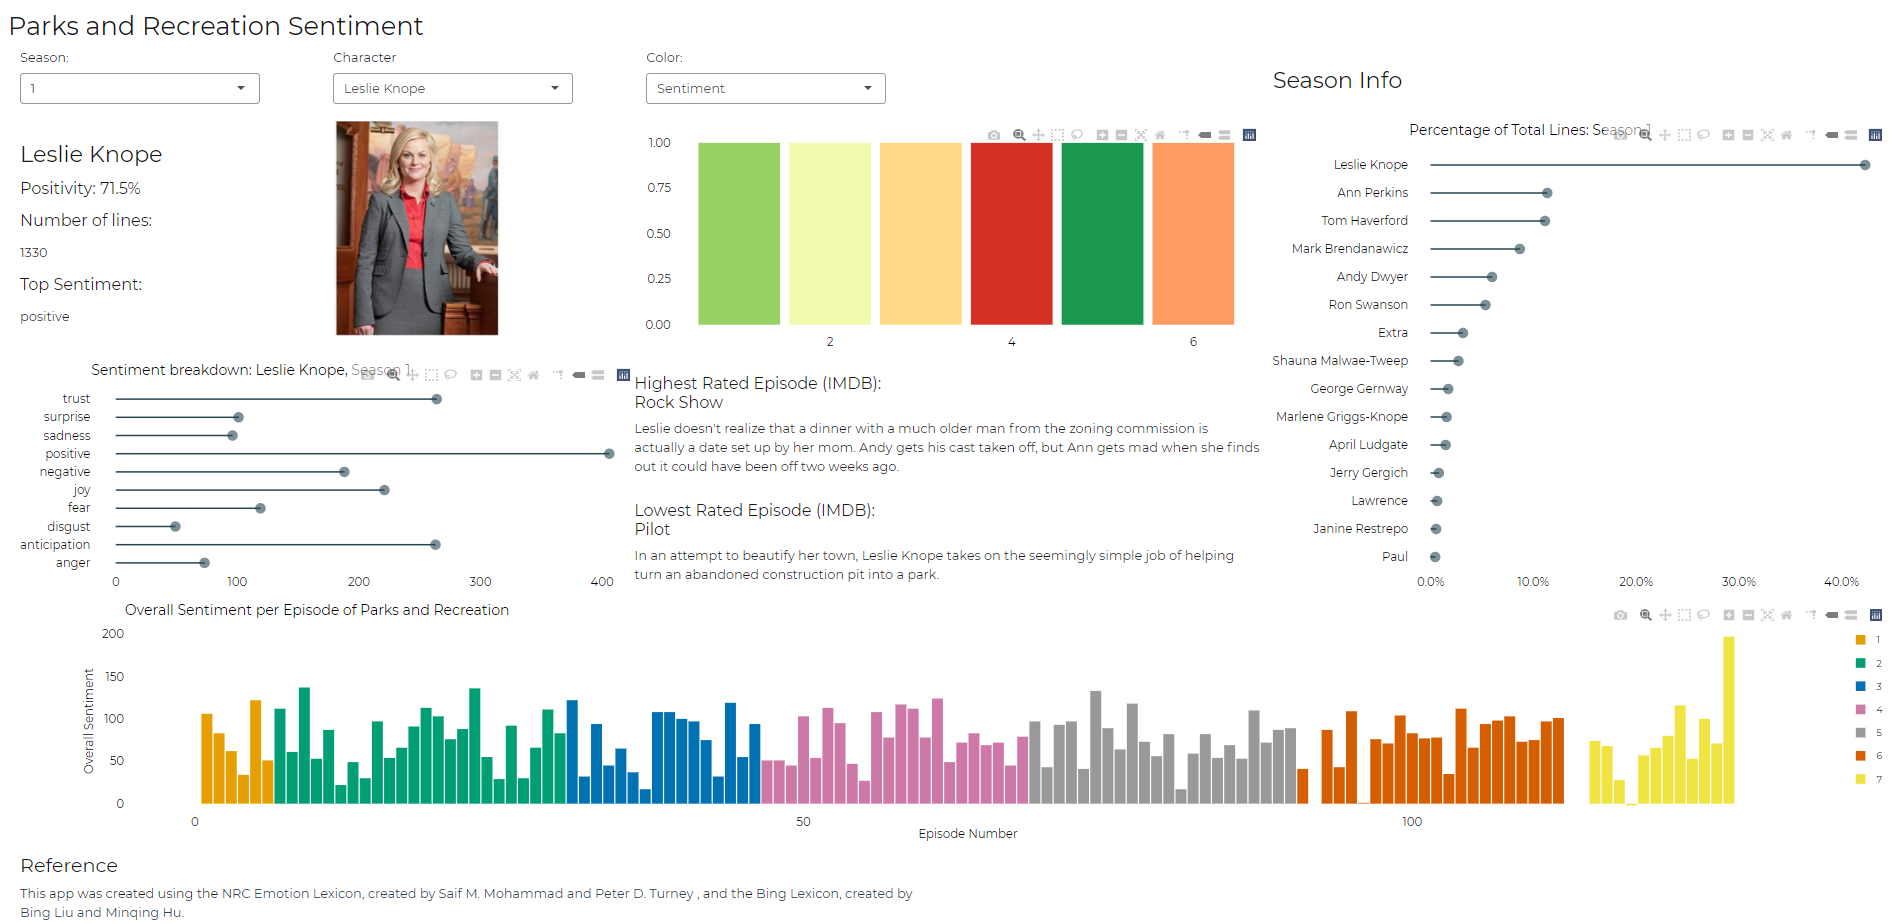 Parks and Recreation Sentiment
Season:
Character
Color:
1
Leslie Knope
Sentiment
Season Info
Leslie Knope
Positivity: 71.5%
Number of lines:
1330
Top Sentiment:
positive
1.00
0.75
0.50
0.25
0.00
2
4
6
Percentage of Total Lines: Season 1
Leslie Knope
Ann Perkins
Tom Haverford
Mark Brendanawicz
Andy Dwyer
Ron Swanson
Extra
Shauna Malwae-Tweep
George Gernway
Marlene Griggs-Knope
April Ludgate
Jerry Gergich
Lawrence
Janine Restrepo
Paul
0.0%
10.0%
20.0%
30.0%
40.0%
Sentiment breakdown: Leslie Knope, Season 1
trust
surprise
sadness
positive
negative
joy
fear
disgust
anticipation
anger
0
100
200
300
400
Highest Rated Episode (IMDB):
Rock Show
Leslie doesn't realize that a dinner with a much older man from the zoning commission is
actually a date set up by her mom. Andy gets his cast taken off, but Ann gets mad when she finds
out it could have been off two weeks ago.
Lowest Rated Episode (IMDB):
Pilot
In an attempt to beautify her town, Leslie Knope takes on the seemingly simple job of helping
turn an abandoned construction pit into a park.
Overall Sentiment per Episode of Parks and Recreation
Overall Sentiment
200
150
100
50
0
0
50
100
Episode Number
1
2
3
4
5
6
7
Reference
This app was created using the NRC Emotion Lexicon, created by Saif M. Mohammad and Peter D. Turney , and the Bing Lexicon, created by
Bing Liu and Minqing Hu.